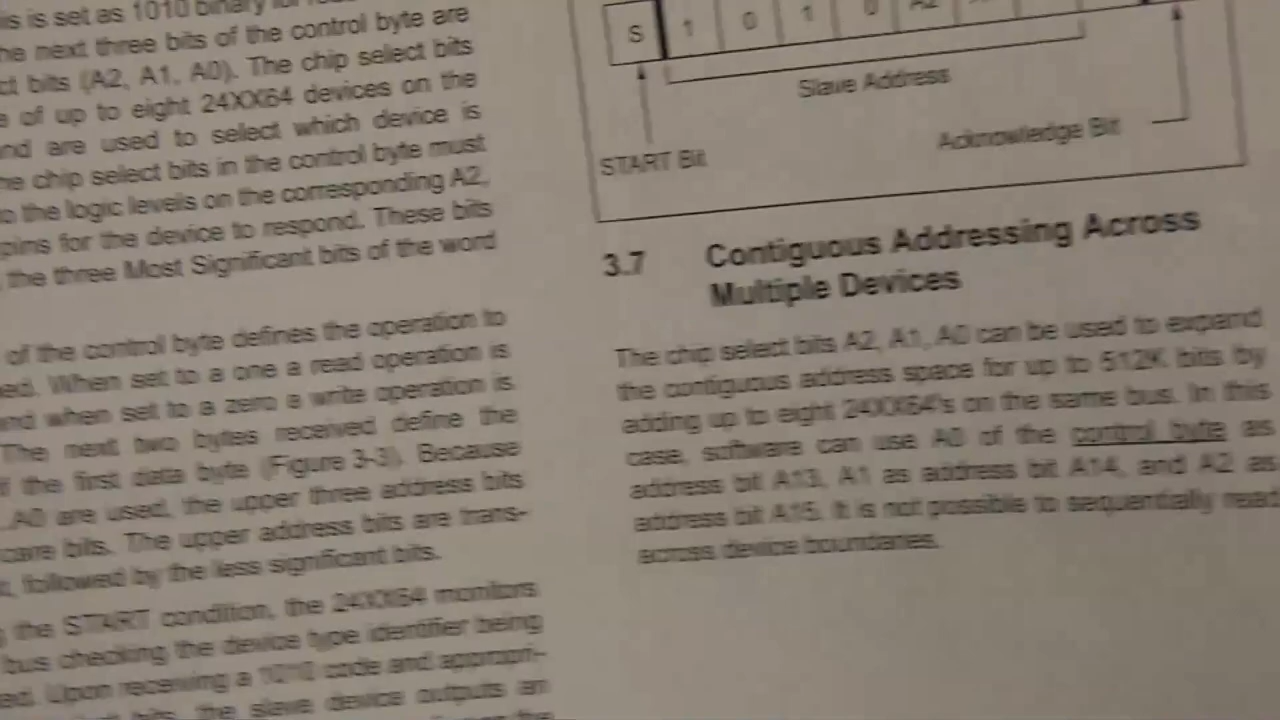 is is set as 1010 binary for
he next three bits of the control byte are
ct bits (A2, A1, A0). The chip select bits
e of up to eight 24XX64 devices on the
nd are used to select which device is
he chip select bits in the control byte must
o the logic levels on the corresponding A2,
pins for the device to respond. These bits
the three Most Significant bits of the word
of the control byte defines the operation to
ed. When set to a one a read operation is
nd when set to a zero a write operation is
The next two bytes received define the
f the first data byte (Figure 3-3). Because
A0 are used, the upper three address bits
care bits. The upper address bits are trans-
t, followed by the less significant bits.
g the START condition, the 24XX64 monitors
bus checking the device type identifier being
ed. Upon receiving a 1010 code and appropri-
bits, the slave device outputs an
the
S 1 0 1 0 A2
Slave Address
Acknowledge Bit
START Bit
3.7 Contiguous Addressing Across
Multiple Devices
The chip select bits A2, A1, A0 can be used to expand
the contiguous address space for up to 512K bits by
adding up to eight 24XX64's on the same bus. In this
case, software can use A0 of the control byte as
address bit A13, A1 as address bit A14, and A2 as
address bit A15. It is not possible to sequentially read
across device boundaries.